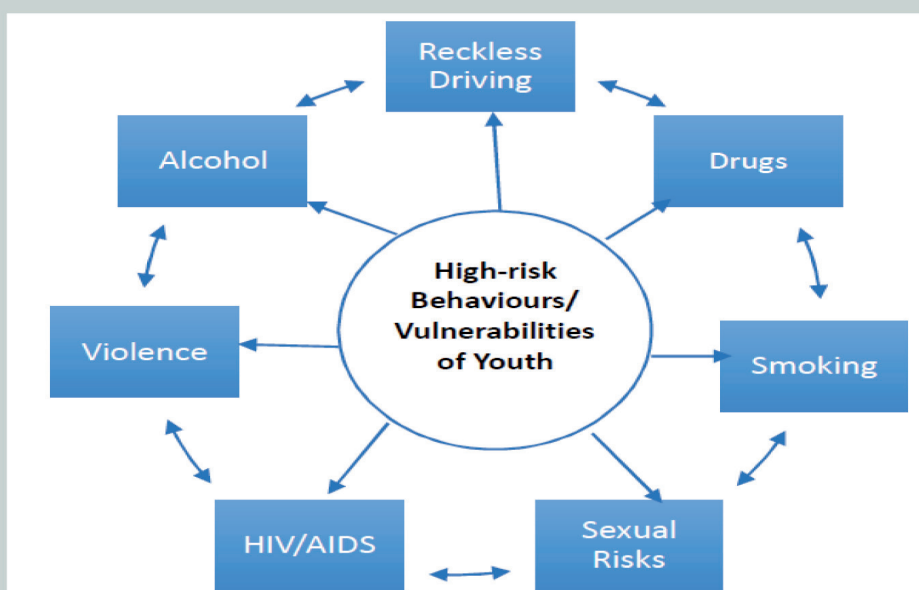 Reckless
Driving
Alcohol
Drugs
High-risk
Behaviours/
Vulnerabilities
of Youth
Violence
Smoking
HIV/AIDS
Sexual
Risks